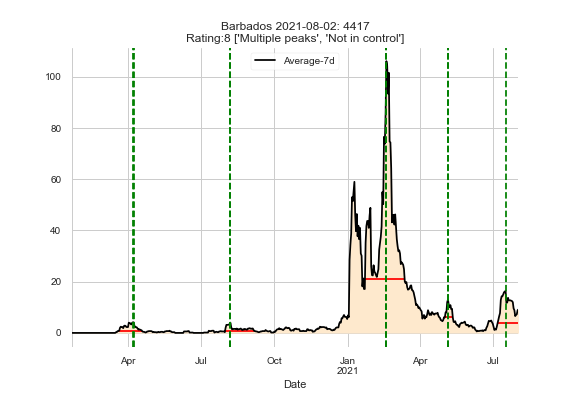 Barbados 2021-08-02: 4417
Rating:8 ['Multiple peaks', 'Not in control']
Average-7d
100
80
60
40
20
0
Apr Jul Oct Jan Apr Jul
2021
Date